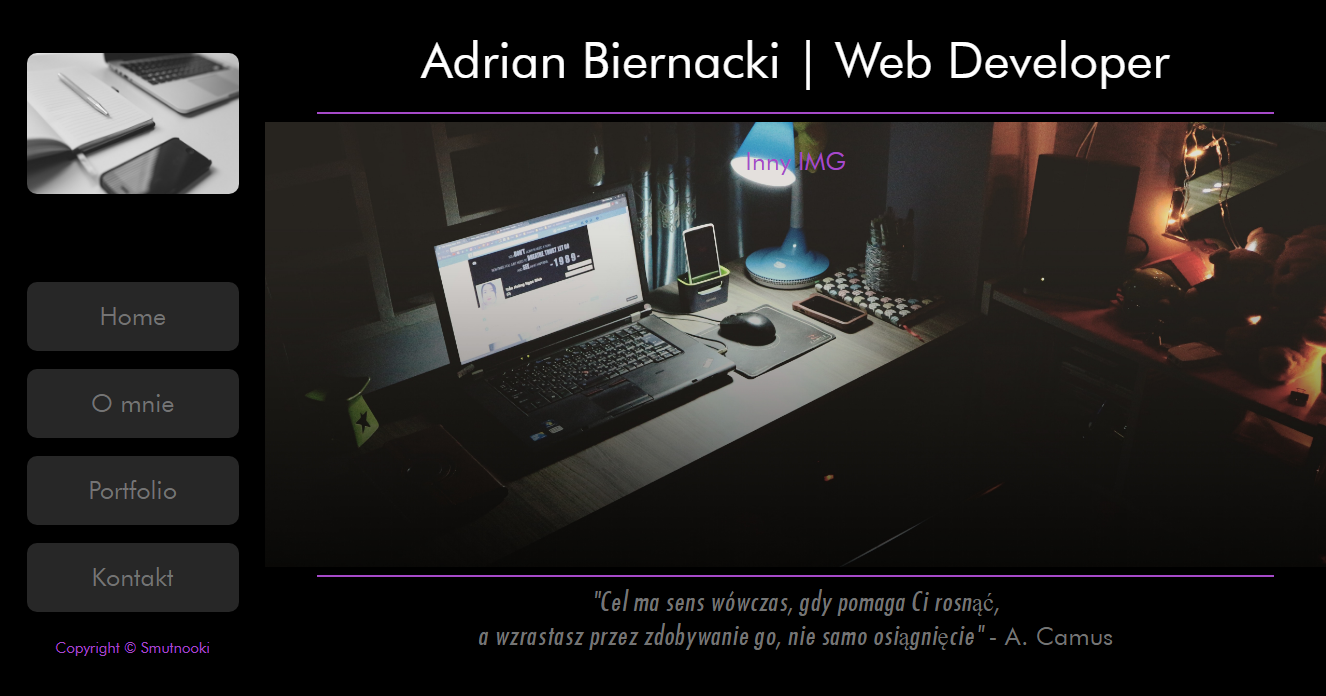 Adrian Biernacki | Web Developer
Inny IMG
Home
O mnie
Portfolio
Kontakt
Copyright © Smutnooki
"Cel ma sens wówczas, gdy pomaga Ci rosnąć,
a wzrastasz przez zdobywanie go, nie samo osiągnięcie" - A. Camus
-1989-